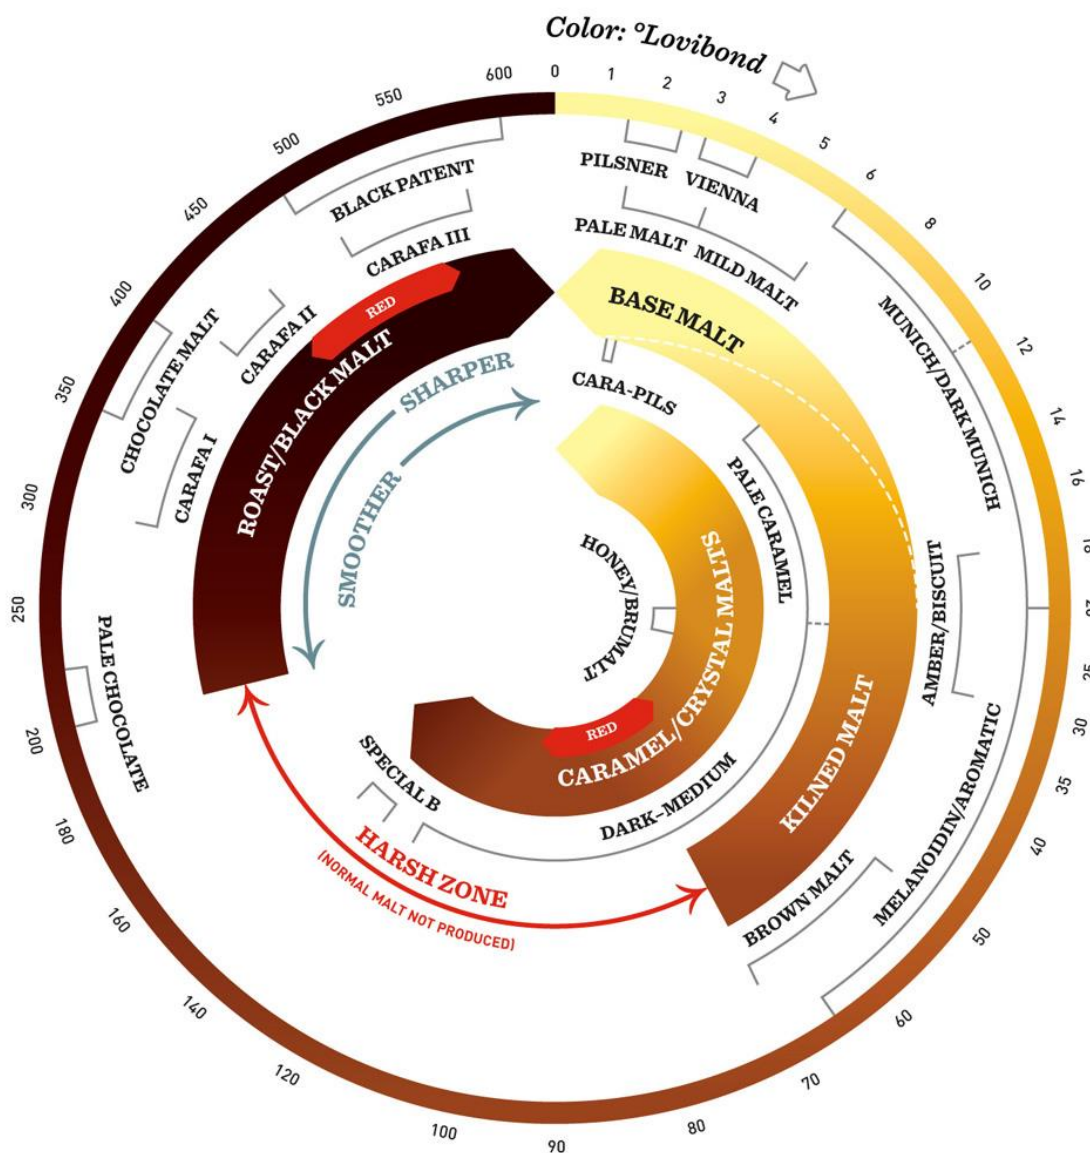 Color: °Lovibond
0
1
2
3
4
5
6
8
10
12
14
16
25
30
35
40
50
60
70
80
90
100
120
140
160
180
200
250
300
350
400
450
500
550
600
PILSNER
VIENNA
PALE MALT
MILD MALT
MUNICH/DARK MUNICH
AMBER/BISCUIT
MELANOIDIN/AROMATIC
BROWN MALT
BASE MALT
KILNED MALT
CARA-PILS
PALE CARAMEL
DARK–MEDIUM
SPECIAL B
HONEY/BRUMALT
CARAMEL/CRYSTAL MALTS
RED
HARSH ZONE
(NORMAL MALT NOT PRODUCED)
PALE CHOCOLATE
CARAFA I
CHOCOLATE MALT
CARAFA II
CARAFA III
BLACK PATENT
ROAST/BLACK MALT
RED
SHARPER
SMOOTHER